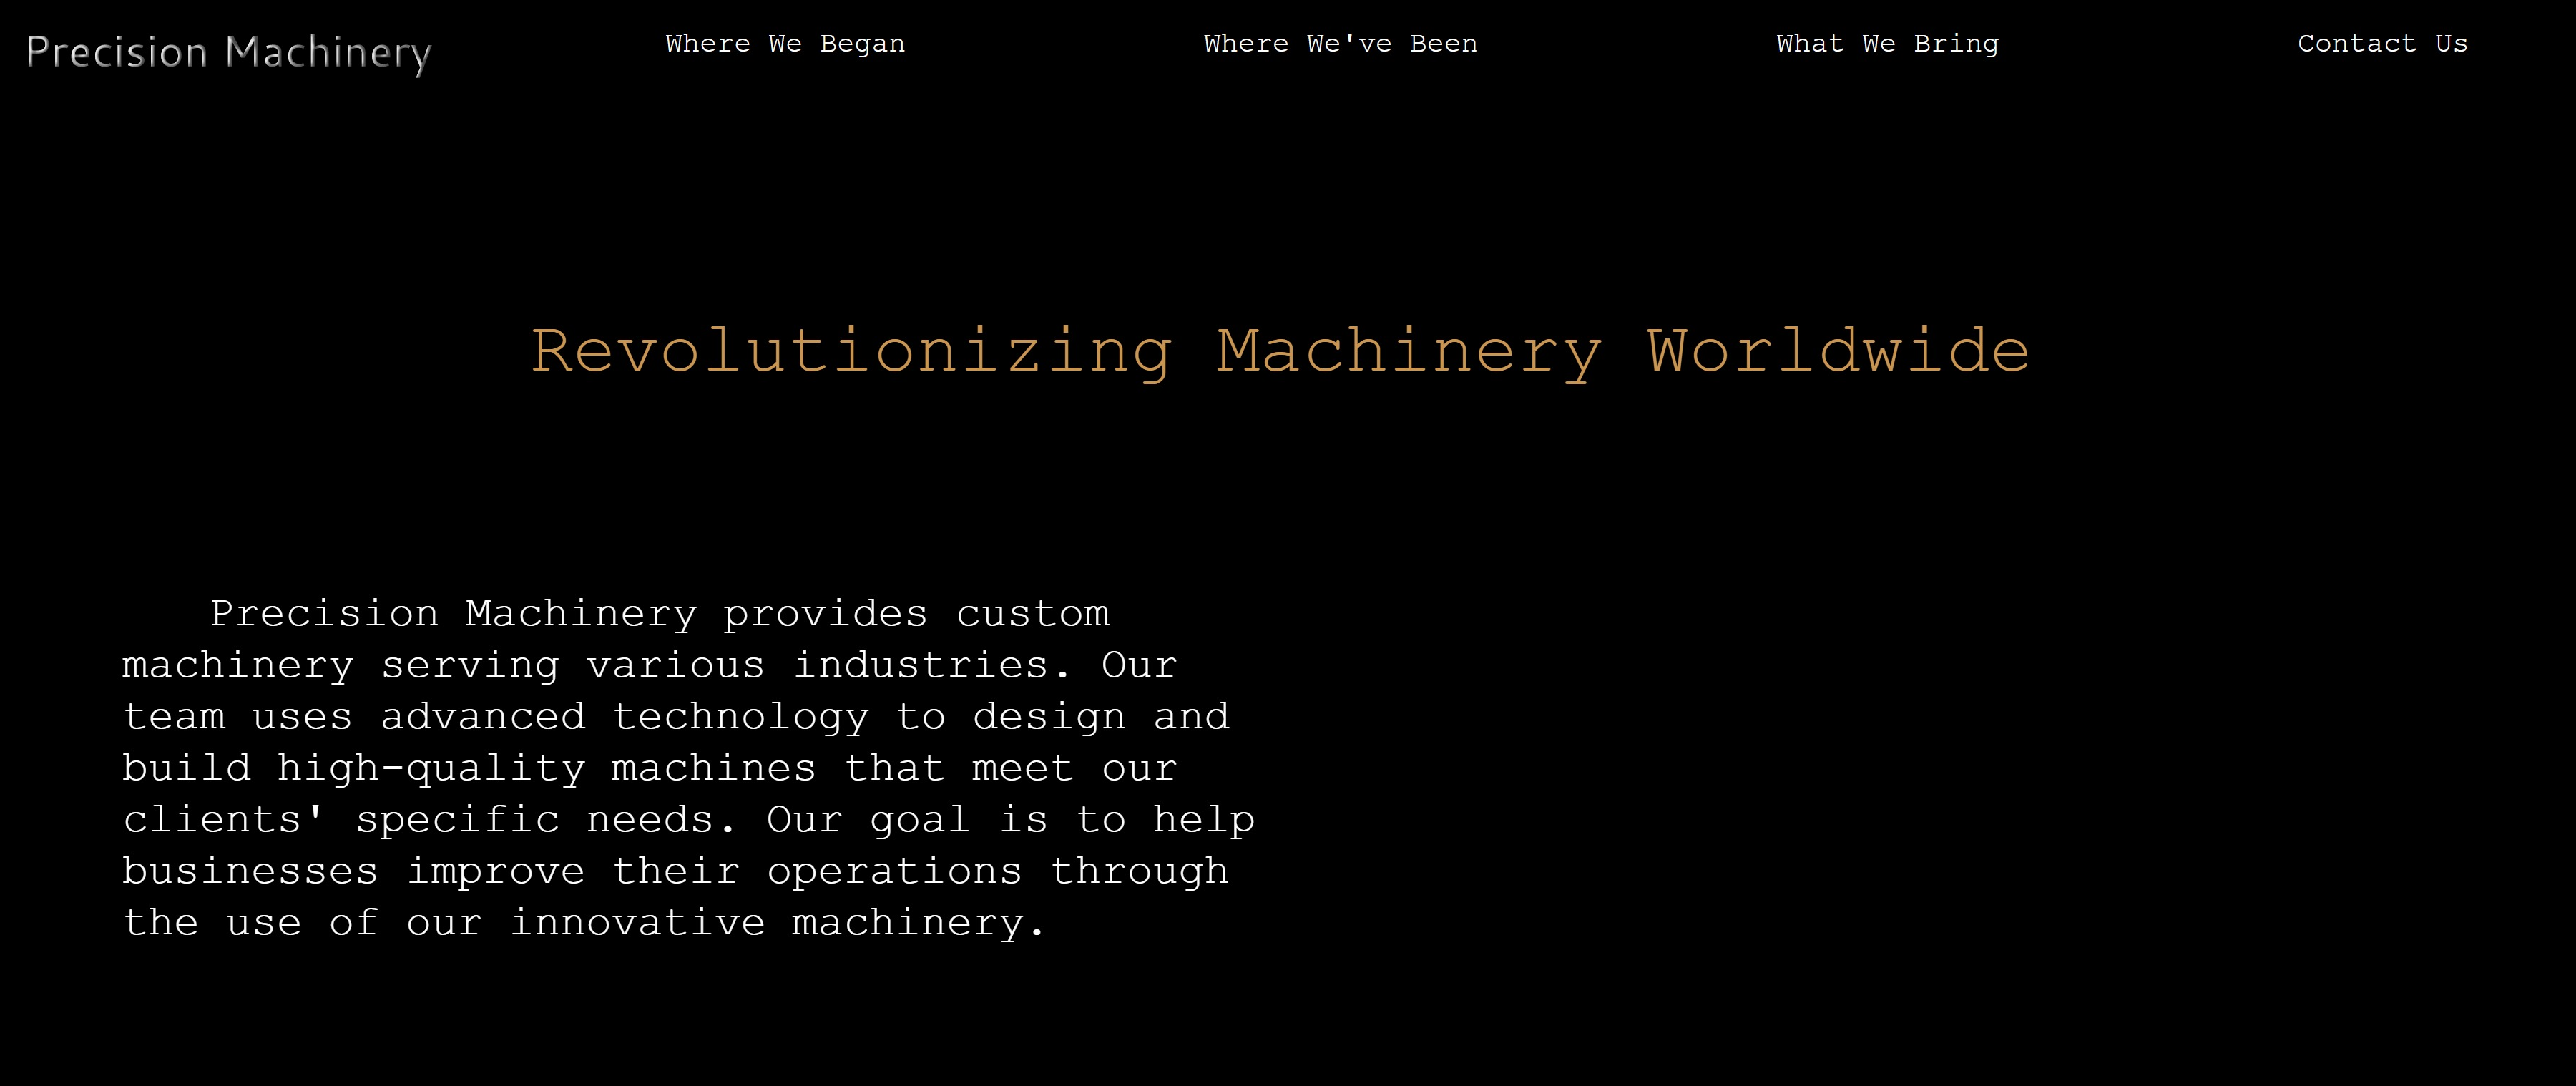 Precision Machinery
Where We Began
Where We've Been
What We Bring
Contact Us
Revolutionizing Machinery Worldwide
Precision Machinery provides custom
machinery serving various industries. Our
team uses advanced technology to design and
build high-quality machines that meet our
clients' specific needs. Our goal is to help
businesses improve their operations through
the use of our innovative machinery.